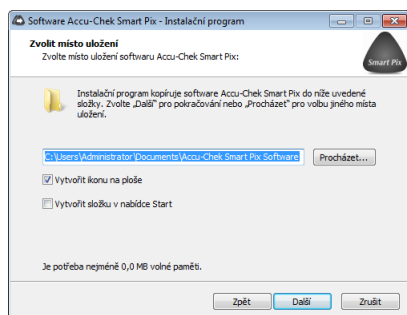 Software Accu-Chek Smart Pix - Instalační program
Zvolit místo uložení
Zvolte místo uložení softwaru Accu-Chek Smart Pix:
Smart Pix
Instalační program kopíruje software Accu-Chek Smart Pix do níže uvedené
složky. Zvolte „Další" pro pokračování nebo „Procházet" pro volbu jiného místa
uložení.
C:\Users\Administrator\Documents\Accu-Chek Smart Pix Software
Procházet...
Vytvořit ikonu na ploše
Vytvořit složku v nabídce Start
Je potřeba nejméně 0,0 MB volné paměti.
Zpět
Další
Zrušit